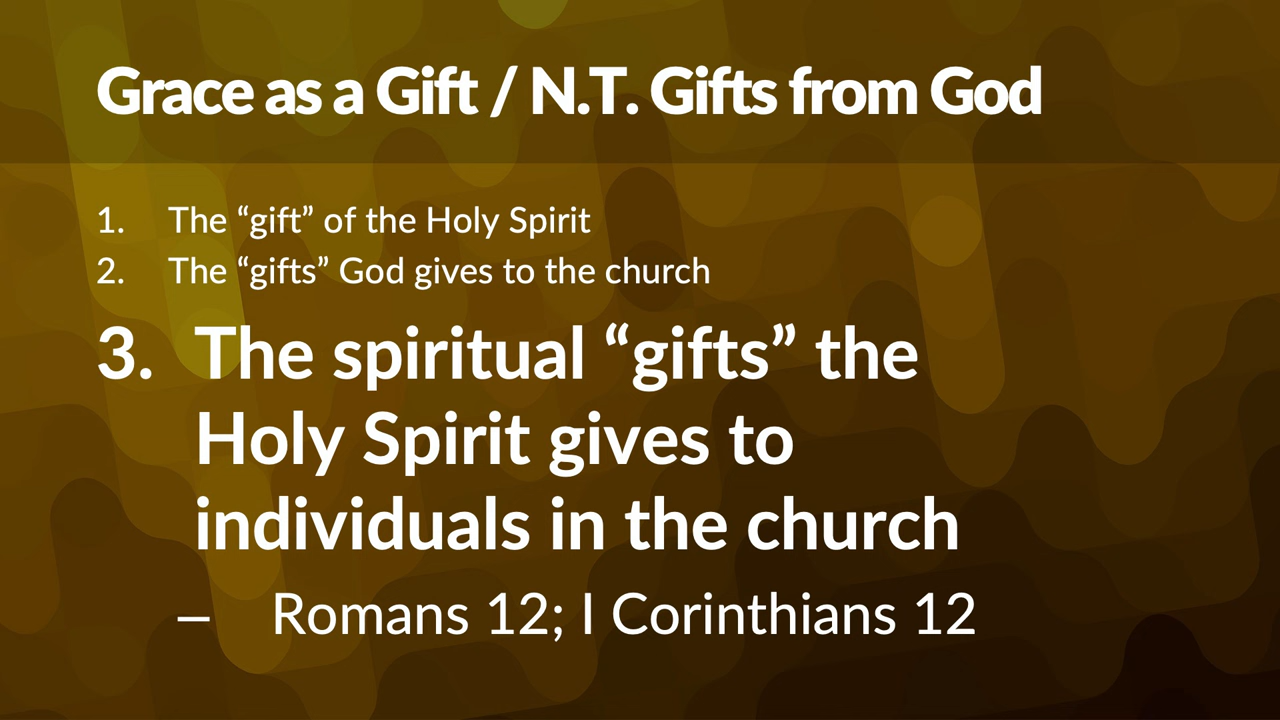 Grace as a Gift / N.T. Gifts from God
1. The “gift” of the Holy Spirit
2. The “gifts” God gives to the church
3. The spiritual “gifts” the
Holy Spirit gives to
individuals in the church
– Romans 12; I Corinthians 12